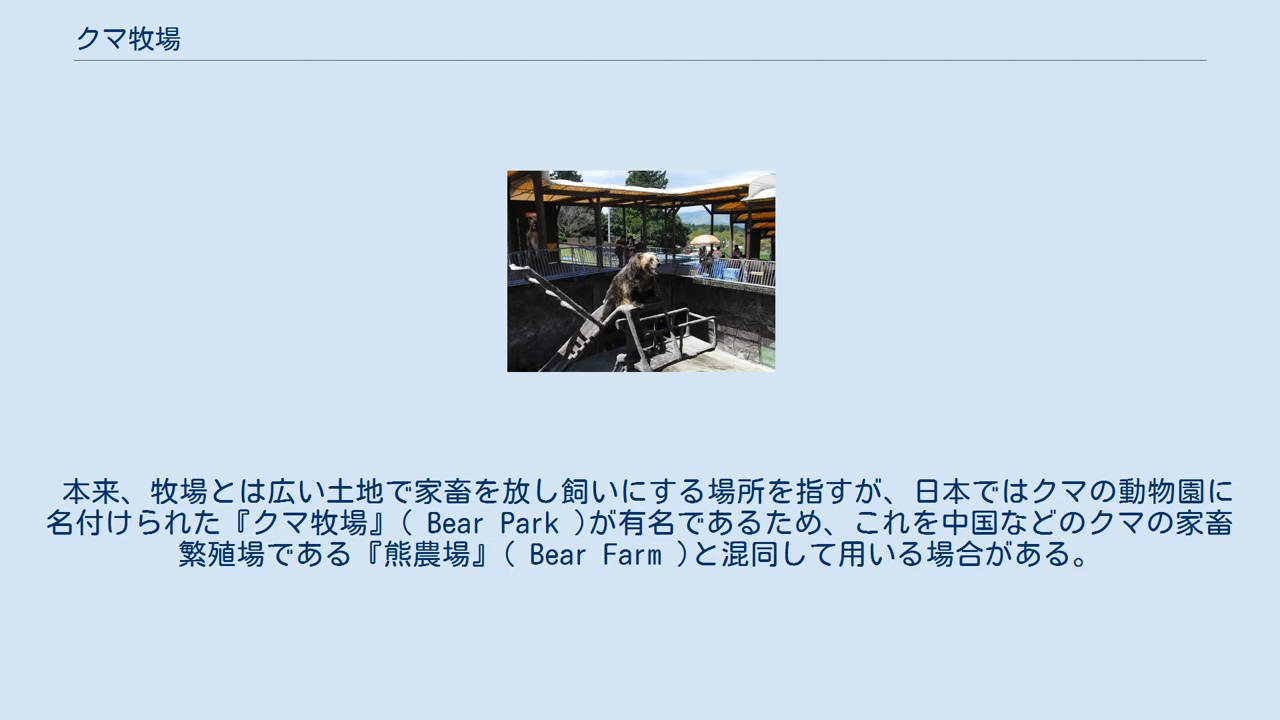 クマ牧場
本来、牧場とは広い土地で家畜を放し飼いにする場所を指すが、日本ではクマの動物園に
名付けられた『クマ牧場』( Bear Park )が有名であるため、これを中国などのクマの家畜
繁殖場である『熊農場』( Bear Farm )と混同して用いる場合がある。